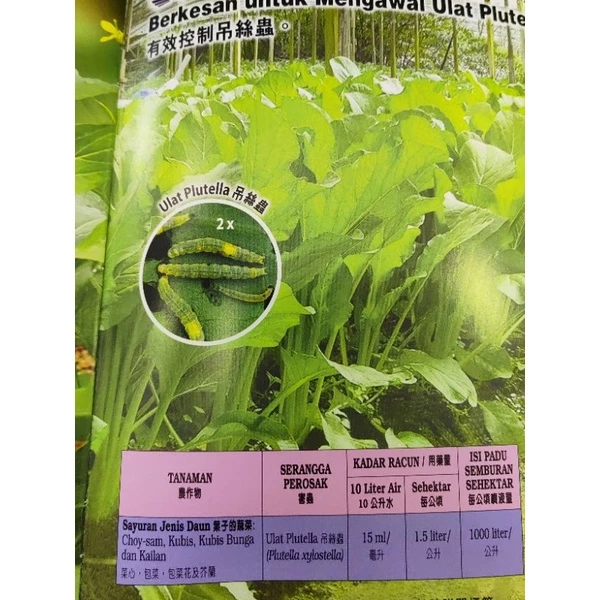 Berkesan untuk Mengawal Ulat Plute
有效控制吊絲蟲。
Ulat Plutella 吊絲蟲
2 x
TANAMAN
農作物
SERANGGA
PEROSAK
害蟲
KADAR RACUN / 用藥量
10 Liter Air
10 公升水
Sehektar
每公頃
ISI PADU
SEMBURAN
SEHEKTAR
每公頃噴液量
Sayuran Jenis Daun 葉子的蔬菜:
Choy-sam, Kubis, Kubis Bunga
dan Kailan
菜心，包菜，包菜花及芥蘭
Ulat Plutella 吊絲蟲
(Plutella xylostella)
15 ml/
毫升
1.5 liter/
公升
1000 liter/
公升